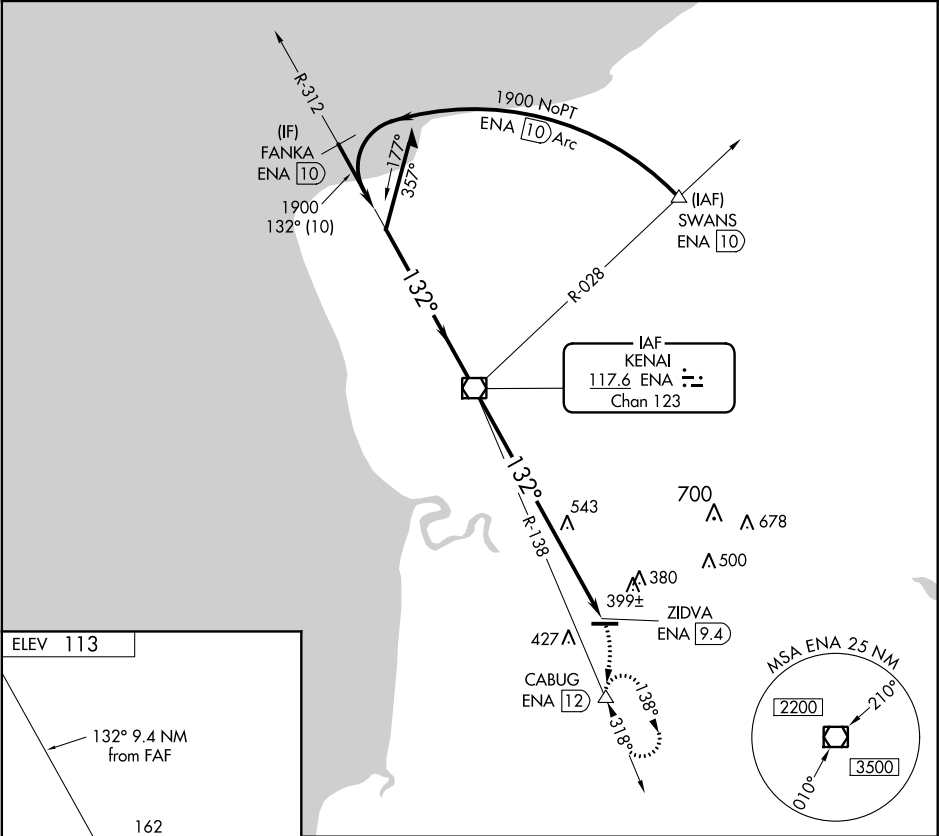 R-312
(IF)
FANKA
ENA 10
1900
132° (10)
177°
357°
1900 NoPT
ENA 10 Arc
(IAF)
SWANS
ENA 10
R-028
132°
IAF
KENAI
117.6 ENA
Chan 123
132°
R-138
543
700
678
500
380
399±
ZIDVA
ENA 9.4
427
CABUG
ENA 12
138°
318°
MSA ENA 25 NM
2200
210°
3500
010°
ELEV 113
132° 9.4 NM
from FAF
162